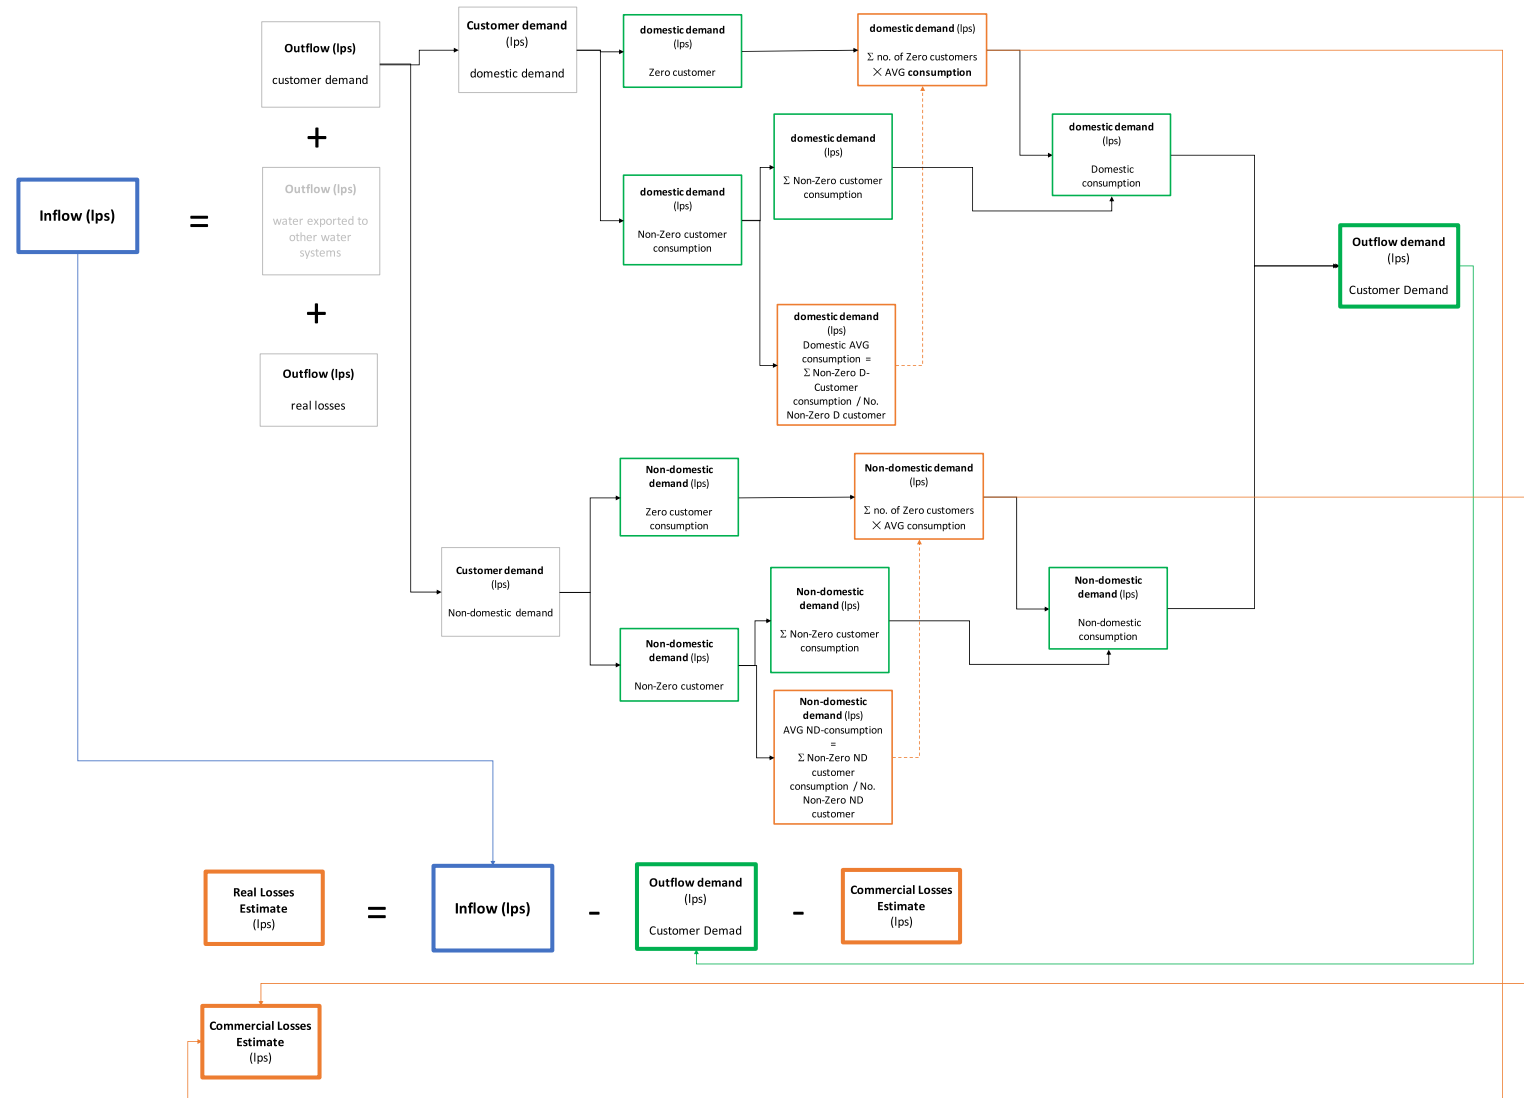 Outflow (lps)
customer demand
+
Outflow (lps)
water exported to
other water
systems
+
Outflow (lps)
real losses
Inflow (lps)
=
Customer demand
(lps)
domestic demand
domestic demand
(lps)
Zero customer
domestic demand (lps)
Σ no. of Zero customers
× AVG consumption
domestic demand
(lps)
Non-Zero customer
consumption
domestic demand
(lps)
Σ Non-Zero customer
consumption
domestic demand
(lps)
Domestic
consumption
domestic demand
(lps)
Domestic AVG
consumption =
Σ Non-Zero D-
Customer
consumption / No.
Non-Zero D customer
Outflow demand
(lps)
Customer Demand
Customer demand
(lps)
Non-domestic demand
Non-domestic
demand (lps)
Zero customer
consumption
Non-domestic demand
(lps)
Σ no. of Zero customers
× AVG consumption
Non-domestic
demand (lps)
Non-Zero customer
Non-domestic
demand (lps)
Σ Non-Zero customer
consumption
Non-domestic
demand (lps)
Non-domestic
consumption
Non-domestic
demand (lps)
AVG ND-consumption
=
Σ Non-Zero ND
customer
consumption / No.
Non-Zero ND
customer
Real Losses
Estimate
(lps)
=
Inflow (lps)
-
Outflow demand
(lps)
Customer Demad
-
Commercial Losses
Estimate
(lps)
Commercial Losses
Estimate
(lps)